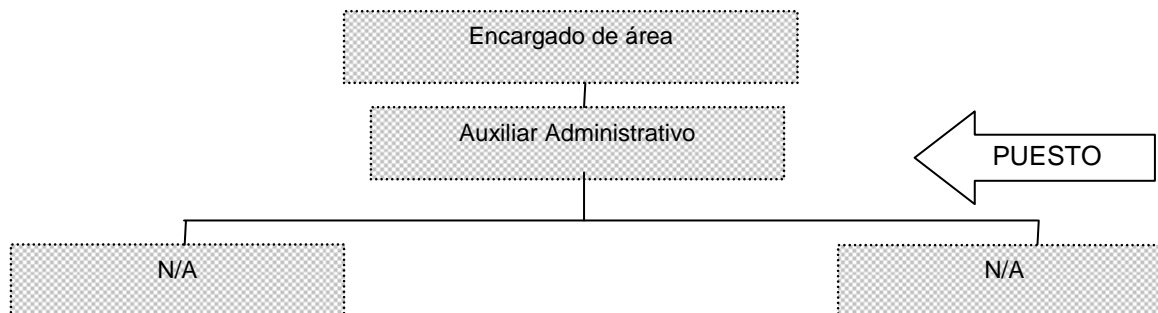 Encargado de área
Auxiliar Administrativo
PUESTO
N/A
N/A